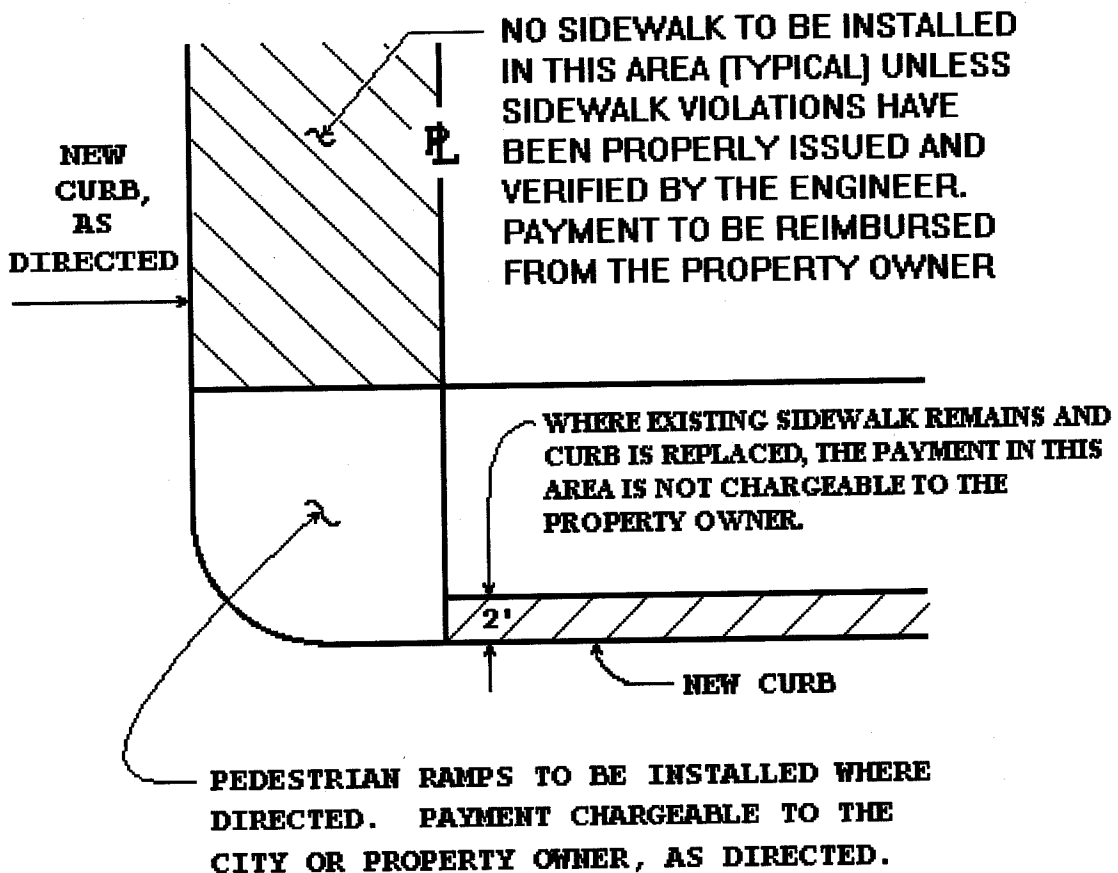 NO SIDEWALK TO BE INSTALLED
IN THIS AREA (TYPICAL) UNLESS
SIDEWALK VIOLATIONS HAVE
BEEN PROPERLY ISSUED AND
VERIFIED BY THE ENGINEER.
PAYMENT TO BE REIMBURSED
FROM THE PROPERTY OWNER
PL
NEW
CURB,
AS
DIRECTED
WHERE EXISTING SIDEWALK REMAINS AND
CURB IS REPLACED, THE PAYMENT IN THIS
AREA IS NOT CHARGEABLE TO THE
PROPERTY OWNER.
2'
NEW CURB
PEDESTRIAN RAMPS TO BE INSTALLED WHERE
DIRECTED. PAYMENT CHARGEABLE TO THE
CITY OR PROPERTY OWNER, AS DIRECTED.